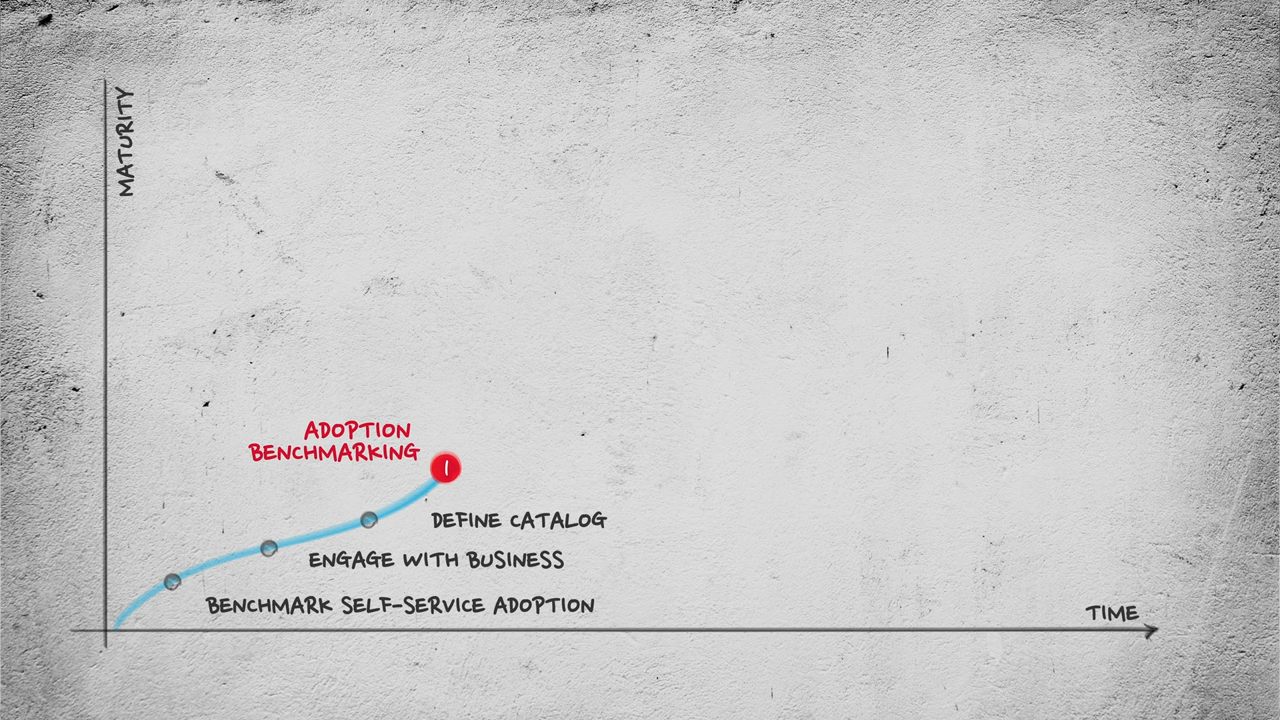 MATURITY
ADOPTION
BENCHMARKING
1
DEFINE CATALOG
ENGAGE WITH BUSINESS
BENCHMARK SELF-SERVICE ADOPTION
TIME